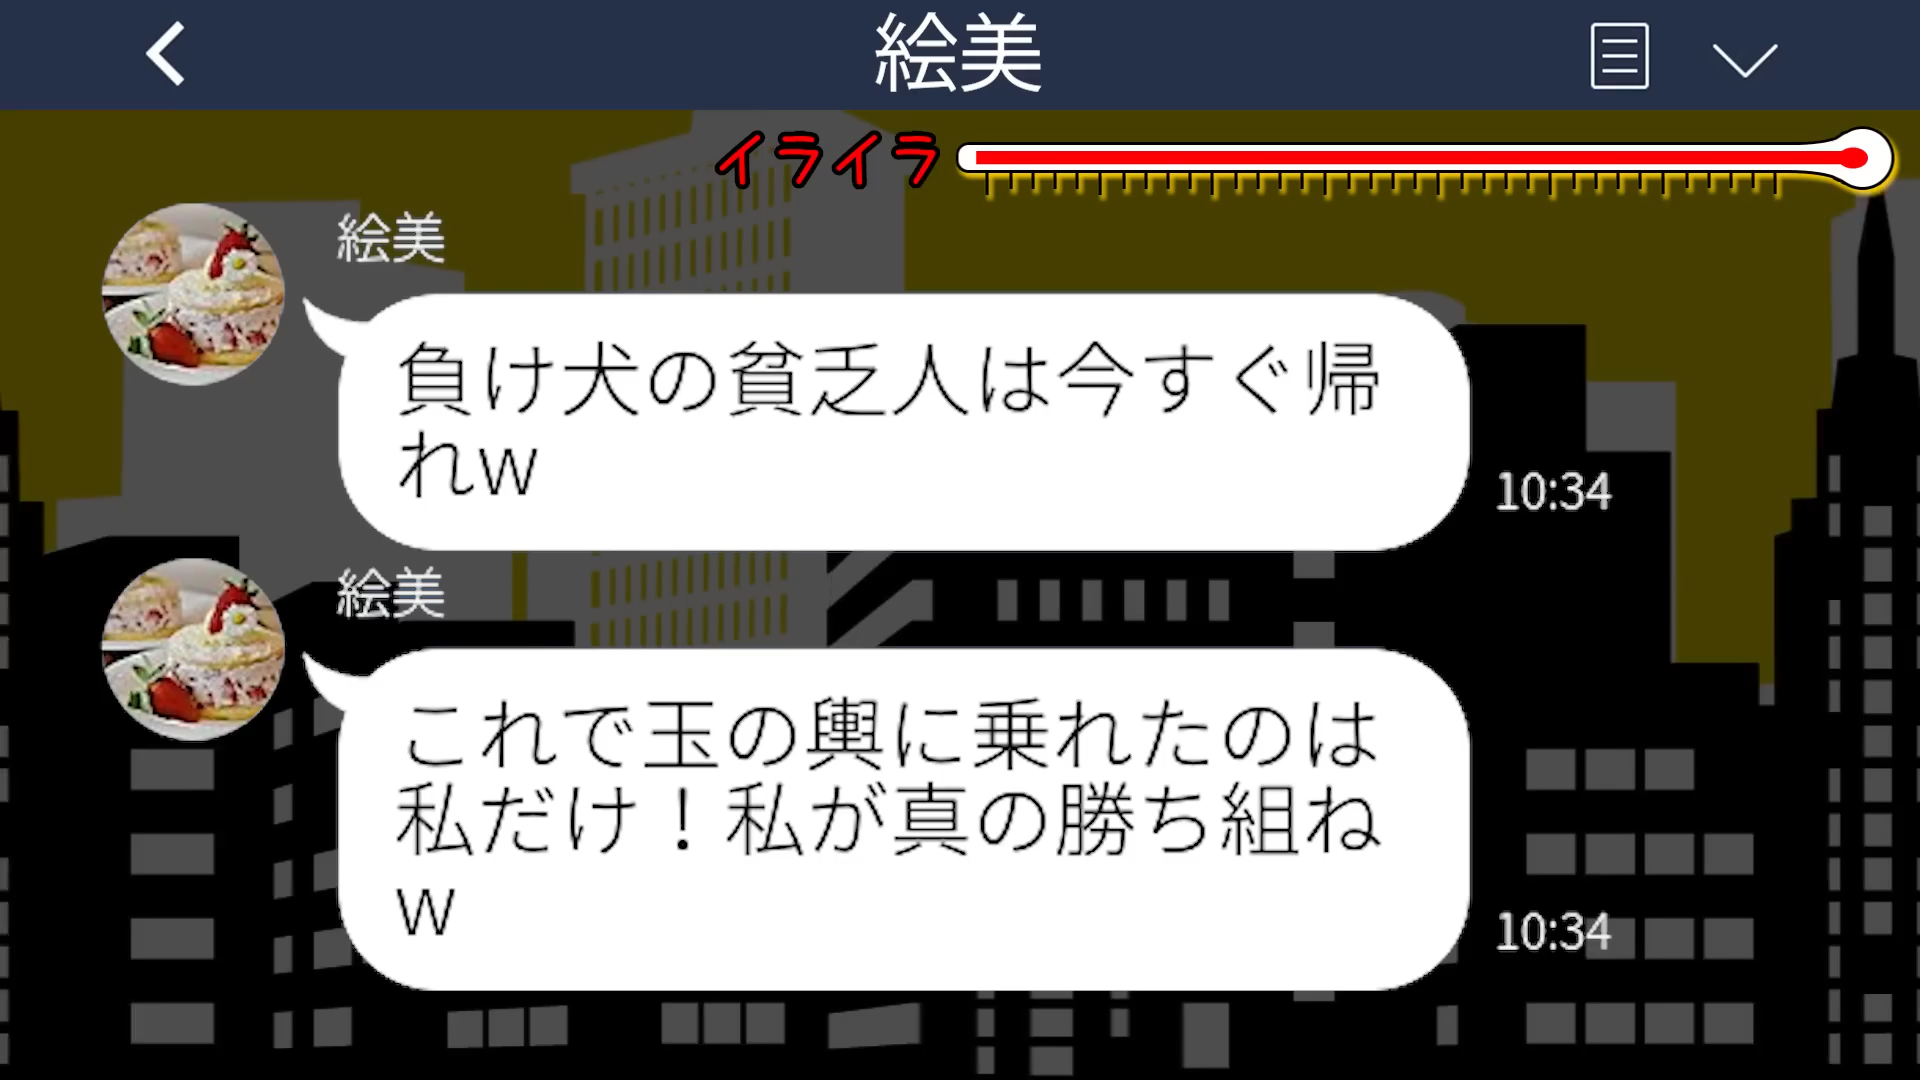 絵美
イライラ
絵美
負け犬の貧乏人は今すぐ帰
れw
10:34
絵美
これで玉の輿に乗れたのは
私だけ！私が真の勝ち組ね
w
10:34